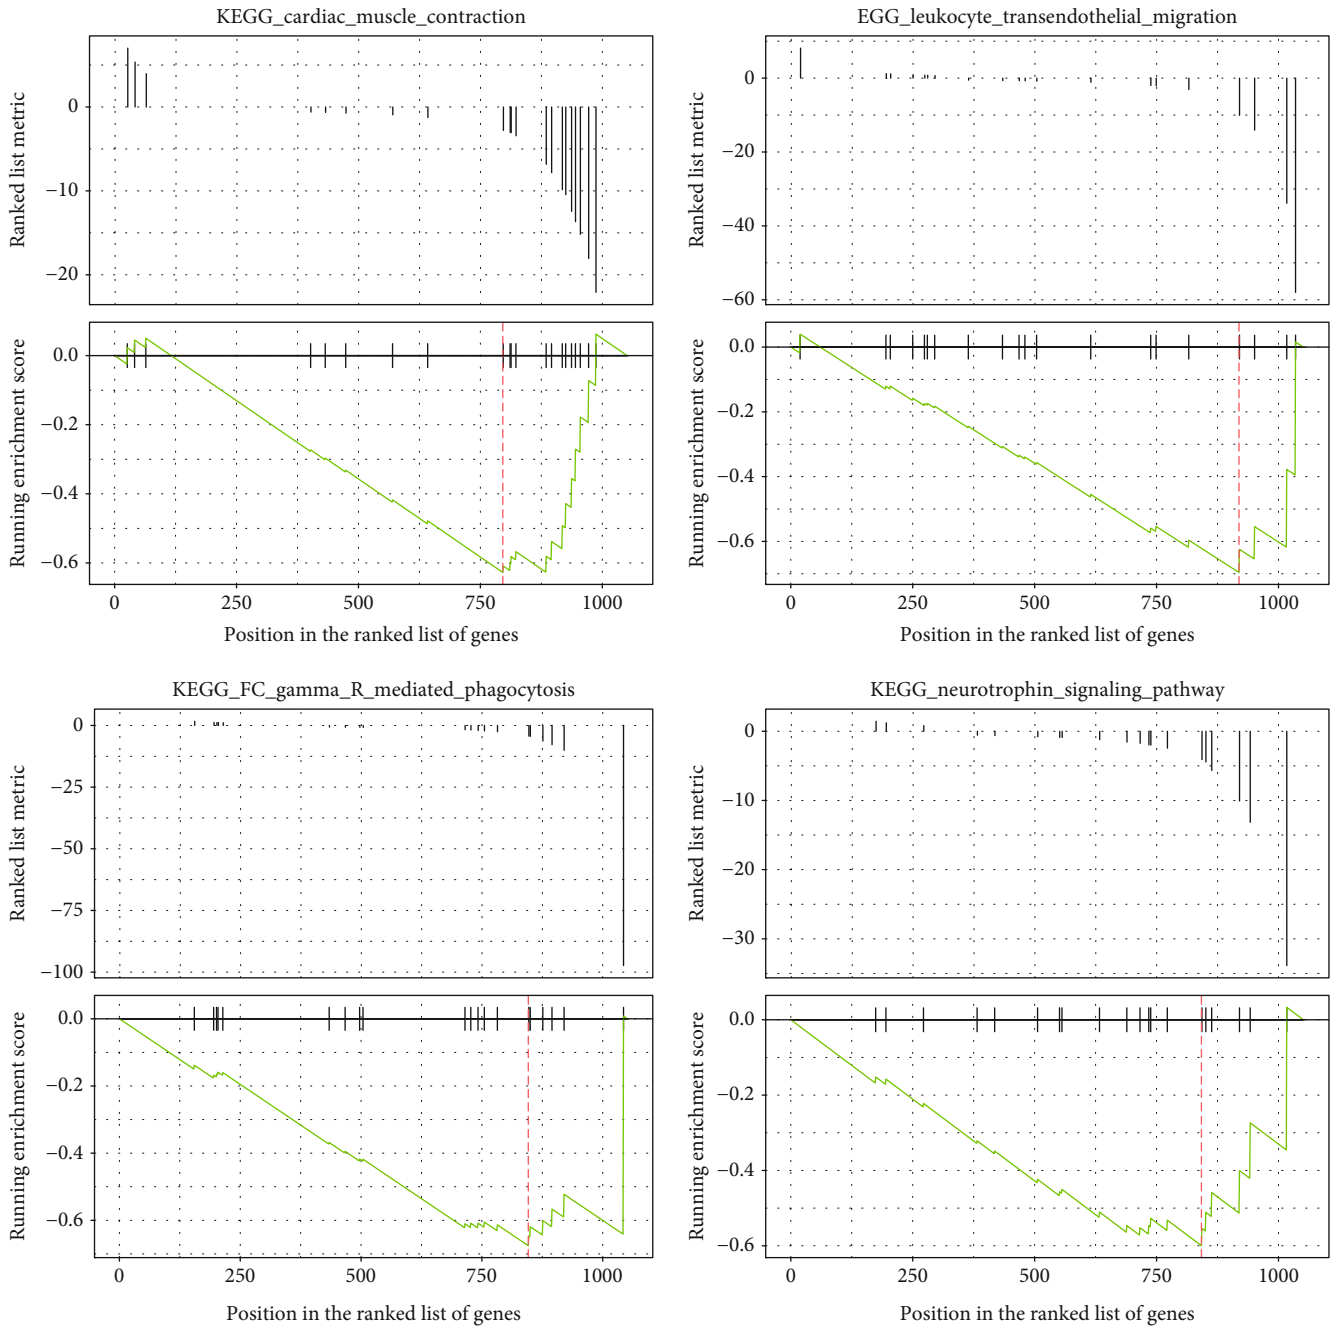 KEGG_cardiac_muscle_contraction
Ranked list metric
0
−10
−20
Running enrichment score
0.0
−0.2
−0.4
−0.6
0 250 500 750 1000
Position in the ranked list of genes
EGG_leukocyte_transendothelial_migration
Ranked list metric
0
−20
−40
−60
Running enrichment score
0.0
−0.2
−0.4
−0.6
0 250 500 750 1000
Position in the ranked list of genes
KEGG_FC_gamma_R_mediated_phagocytosis
Ranked list metric
0
−25
−50
−75
−100
Running enrichment score
0.0
−0.2
−0.4
−0.6
0 250 500 750 1000
Position in the ranked list of genes
KEGG_neurotrophin_signaling_pathway
Ranked list metric
0
−10
−20
−30
Running enrichment score
0.0
−0.2
−0.4
−0.6
0 250 500 750 1000
Position in the ranked list of genes